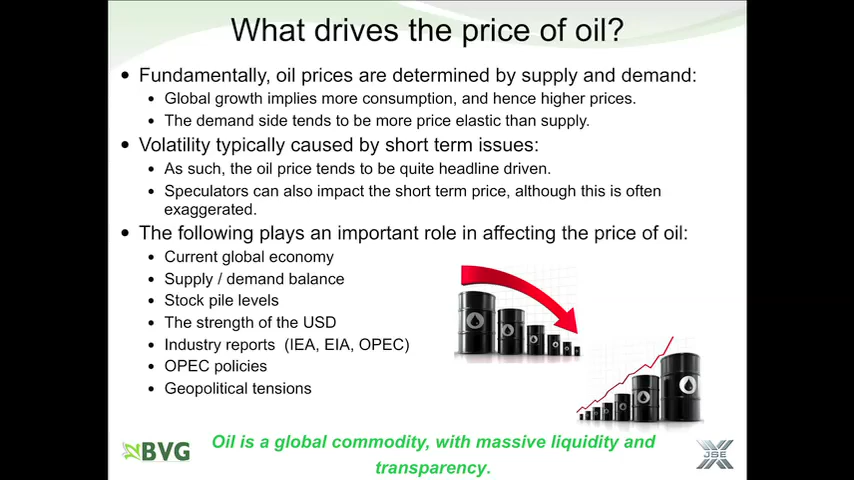 What drives the price of oil?
• Fundamentally, oil prices are determined by supply and demand:
• Global growth implies more consumption, and hence higher prices.
• The demand side tends to be more price elastic than supply.
• Volatility typically caused by short term issues:
• As such, the oil price tends to be quite headline driven.
• Speculators can also impact the short term price, although this is often
exaggerated.
• The following plays an important role in affecting the price of oil:
• Current global economy
• Supply / demand balance
• Stock pile levels
• The strength of the USD
• Industry reports (IEA, EIA, OPEC)
• OPEC policies
• Geopolitical tensions
Oil is a global commodity, with massive liquidity and
transparency.
BVG
JSE